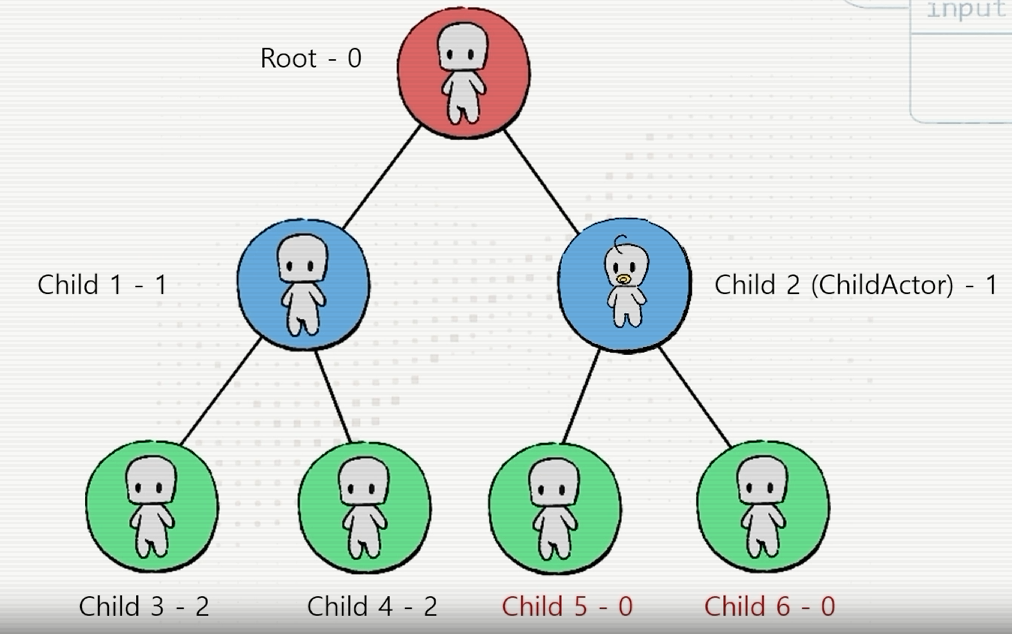 input
Root - 0
Child 1 - 1
Child 2 (ChildActor) - 1
Child 3 - 2
Child 4 - 2
Child 5 - 0
Child 6 - 0